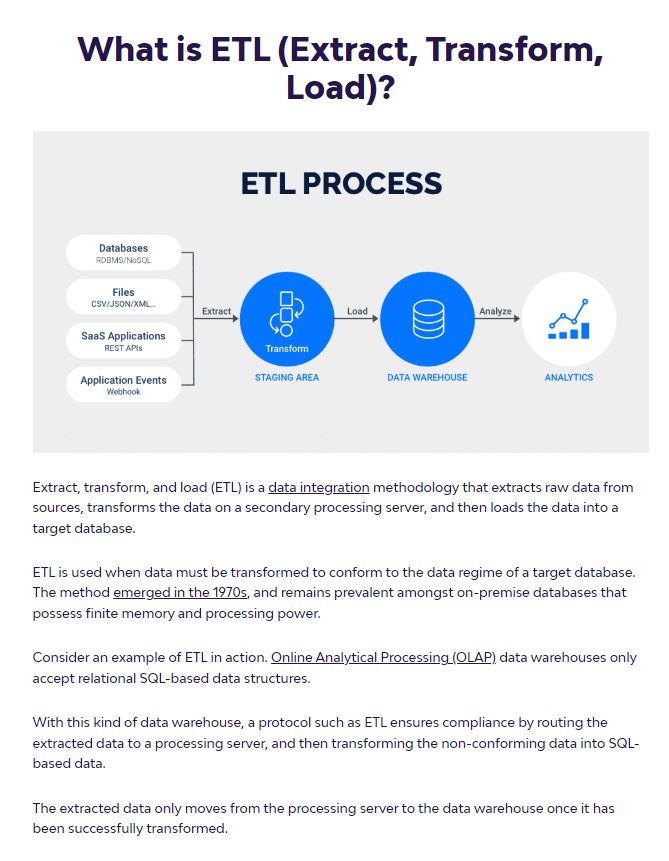 What is ETL (Extract, Transform,
Load)?
ETL PROCESS
Databases
RDBMS/NoSQL
Files
CSV/JSON/XML...
SaaS Applications
REST APIs
Application Events
Webhook
Extract
Transform
STAGING AREA
Load
DATA WAREHOUSE
Analyze
ANALYTICS
Extract, transform, and load (ETL) is a data integration methodology that extracts raw data from
sources, transforms the data on a secondary processing server, and then loads the data into a
target database.
ETL is used when data must be transformed to conform to the data regime of a target database.
The method emerged in the 1970s, and remains prevalent amongst on-premise databases that
possess finite memory and processing power.
Consider an example of ETL in action. Online Analytical Processing (OLAP) data warehouses only
accept relational SQL-based data structures.
With this kind of data warehouse, a protocol such as ETL ensures compliance by routing the
extracted data to a processing server, and then transforming the non-conforming data into SQL-
based data.
The extracted data only moves from the processing server to the data warehouse once it has
been successfully transformed.